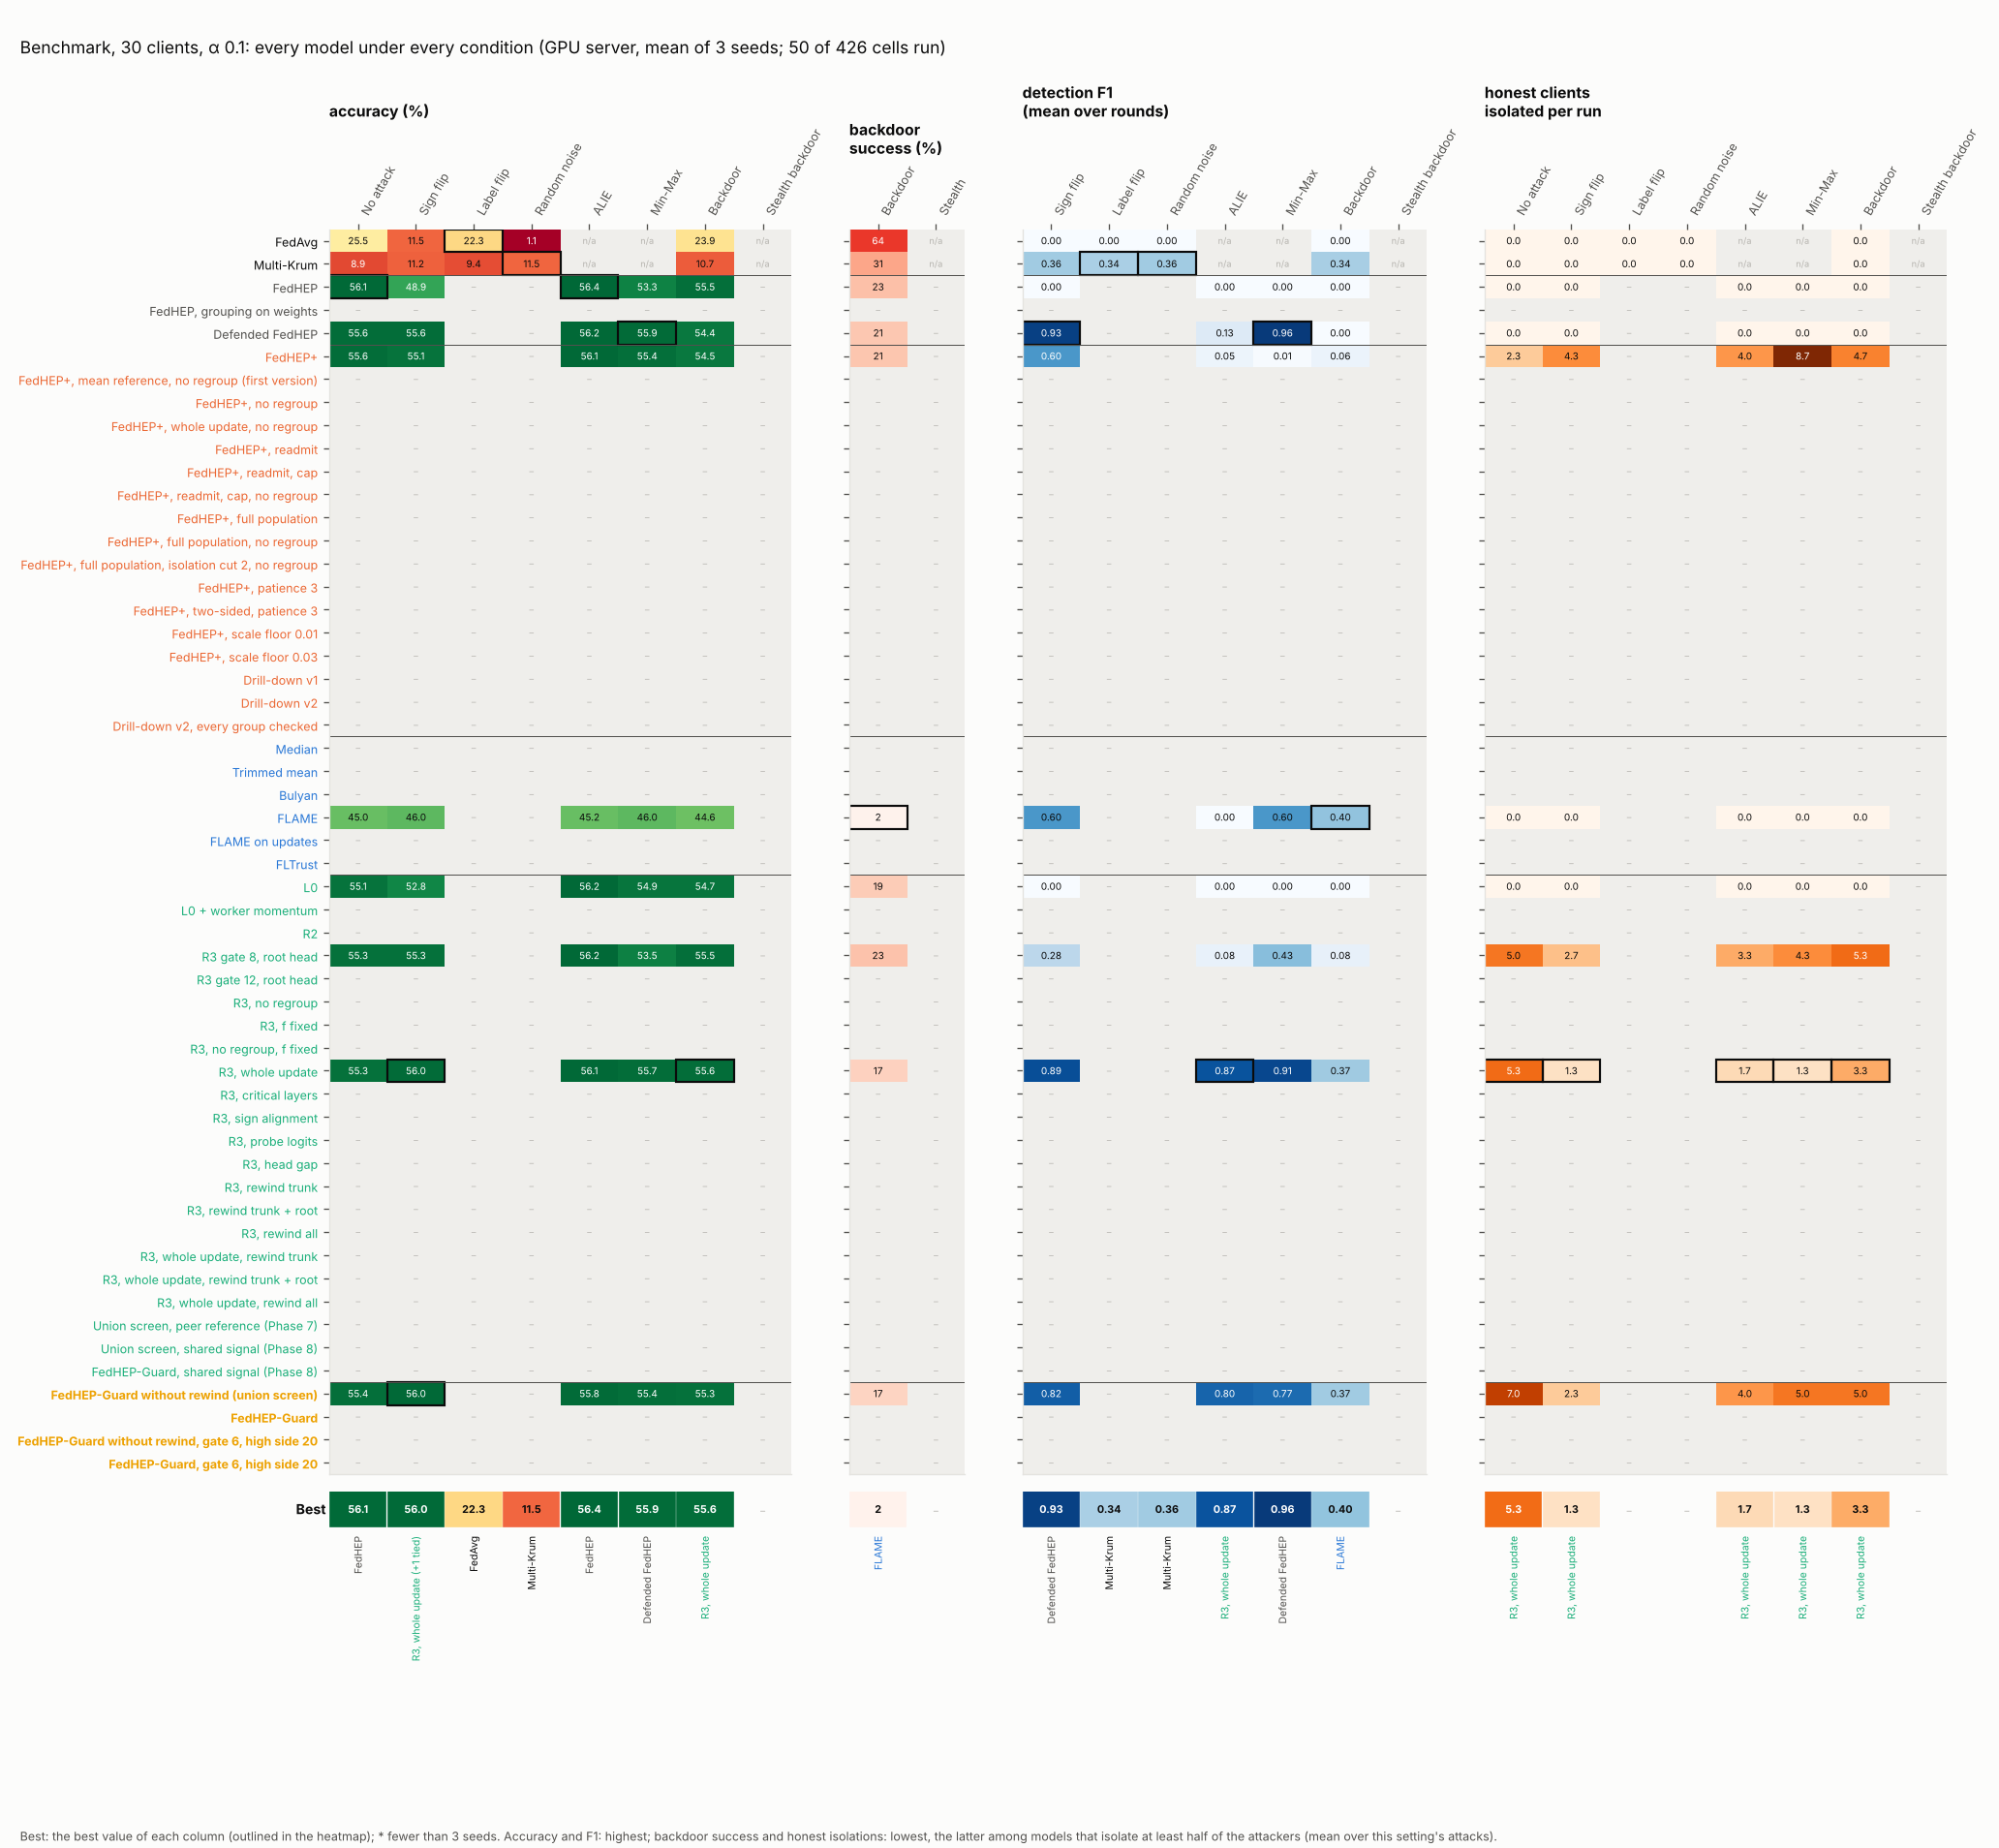 Benchmark, 30 clients, α 0.1: every model under every condition (GPU server, mean of 3 seeds; 50 of 426 cells run)
accuracy (%)
backdoor
success (%)
detection F1
(mean over rounds)
honest clients
isolated per run
No attack Sign flip Label flip Random noise ALIE Min-Max Backdoor Stealth backdoor Backdoor Stealth Sign flip Label flip Random noise ALIE Min-Max Backdoor Stealth backdoor No attack Sign flip Label flip Random noise ALIE Min-Max Backdoor Stealth backdoor
FedAvg 25.5 11.5 22.3 1.1 n/a n/a 23.9 n/a 64 n/a 0.00 0.00 0.00 n/a n/a 0.00 n/a 0.0 0.0 0.0 0.0 n/a n/a 0.0 n/a
Multi-Krum 8.9 11.2 9.4 11.5 n/a n/a 10.7 n/a 31 n/a 0.36 0.34 0.36 n/a n/a 0.34 n/a 0.0 0.0 0.0 0.0 n/a n/a 0.0 n/a
FedHEP 56.1 48.9 – – 56.4 53.3 55.5 – 23 – 0.00 – – 0.00 0.00 0.00 – 0.0 0.0 – – 0.0 0.0 0.0 –
FedHEP, grouping on weights – – – – – – – – – – – – – – – – – – – – – – – – –
Defended FedHEP 55.6 55.6 – – 56.2 55.9 54.4 – 21 – 0.93 – – 0.13 0.96 0.00 – 0.0 0.0 – – 0.0 0.0 0.0 –
FedHEP+ 55.6 55.1 – – 56.1 55.4 54.5 – 21 – 0.60 – – 0.05 0.01 0.06 – 2.3 4.3 – – 4.0 8.7 4.7 –
FedHEP+, mean reference, no regroup (first version) – – – – – – – – – – – – – – – – – – – – – – – – –
FedHEP+, no regroup – – – – – – – – – – – – – – – – – – – – – – – – –
FedHEP+, whole update, no regroup – – – – – – – – – – – – – – – – – – – – – – – – –
FedHEP+, readmit – – – – – – – – – – – – – – – – – – – – – – – – –
FedHEP+, readmit, cap – – – – – – – – – – – – – – – – – – – – – – – – –
FedHEP+, readmit, cap, no regroup – – – – – – – – – – – – – – – – – – – – – – – – –
FedHEP+, full population – – – – – – – – – – – – – – – – – – – – – – – – –
FedHEP+, full population, no regroup – – – – – – – – – – – – – – – – – – – – – – – – –
FedHEP+, full population, isolation cut 2, no regroup – – – – – – – – – – – – – – – – – – – – – – – – –
FedHEP+, patience 3 – – – – – – – – – – – – – – – – – – – – – – – – –
FedHEP+, two-sided, patience 3 – – – – – – – – – – – – – – – – – – – – – – – – –
FedHEP+, scale floor 0.01 – – – – – – – – – – – – – – – – – – – – – – – – –
FedHEP+, scale floor 0.03 – – – – – – – – – – – – – – – – – – – – – – – – –
Drill-down v1 – – – – – – – – – – – – – – – – – – – – – – – – –
Drill-down v2 – – – – – – – – – – – – – – – – – – – – – – – – –
Drill-down v2, every group checked – – – – – – – – – – – – – – – – – – – – – – – – –
Median – – – – – – – – – – – – – – – – – – – – – – – – –
Trimmed mean – – – – – – – – – – – – – – – – – – – – – – – – –
Bulyan – – – – – – – – – – – – – – – – – – – – – – – – –
FLAME 45.0 46.0 – – 45.2 46.0 44.6 – 2 – 0.60 – – 0.00 0.60 0.40 – 0.0 0.0 – – 0.0 0.0 0.0 –
FLAME on updates – – – – – – – – – – – – – – – – – – – – – – – – –
FLTrust – – – – – – – – – – – – – – – – – – – – – – – – –
L0 55.1 52.8 – – 56.2 54.9 54.7 – 19 – 0.00 – – 0.00 0.00 0.00 – 0.0 0.0 – – 0.0 0.0 0.0 –
L0 + worker momentum – – – – – – – – – – – – – – – – – – – – – – – – –
R2 – – – – – – – – – – – – – – – – – – – – – – – – –
R3 gate 8, root head 55.3 55.3 – – 56.2 53.5 55.5 – 23 – 0.28 – – 0.08 0.43 0.08 – 5.0 2.7 – – 3.3 4.3 5.3 –
R3 gate 12, root head – – – – – – – – – – – – – – – – – – – – – – – – –
R3, no regroup – – – – – – – – – – – – – – – – – – – – – – – – –
R3, f fixed – – – – – – – – – – – – – – – – – – – – – – – – –
R3, no regroup, f fixed – – – – – – – – – – – – – – – – – – – – – – – – –
R3, whole update 55.3 56.0 – – 56.1 55.7 55.6 – 17 – 0.89 – – 0.87 0.91 0.37 – 5.3 1.3 – – 1.7 1.3 3.3 –
R3, critical layers – – – – – – – – – – – – – – – – – – – – – – – – –
R3, sign alignment – – – – – – – – – – – – – – – – – – – – – – – – –
R3, probe logits – – – – – – – – – – – – – – – – – – – – – – – – –
R3, head gap – – – – – – – – – – – – – – – – – – – – – – – – –
R3, rewind trunk – – – – – – – – – – – – – – – – – – – – – – – – –
R3, rewind trunk + root – – – – – – – – – – – – – – – – – – – – – – – – –
R3, rewind all – – – – – – – – – – – – – – – – – – – – – – – – –
R3, whole update, rewind trunk – – – – – – – – – – – – – – – – – – – – – – – – –
R3, whole update, rewind trunk + root – – – – – – – – – – – – – – – – – – – – – – – – –
R3, whole update, rewind all – – – – – – – – – – – – – – – – – – – – – – – – –
Union screen, peer reference (Phase 7) – – – – – – – – – – – – – – – – – – – – – – – – –
Union screen, shared signal (Phase 8) – – – – – – – – – – – – – – – – – – – – – – – – –
FedHEP-Guard, shared signal (Phase 8) – – – – – – – – – – – – – – – – – – – – – – – – –
FedHEP-Guard without rewind (union screen) 55.4 56.0 – – 55.8 55.4 55.3 – 17 – 0.82 – – 0.80 0.77 0.37 – 7.0 2.3 – – 4.0 5.0 5.0 –
FedHEP-Guard – – – – – – – – – – – – – – – – – – – – – – – – –
FedHEP-Guard without rewind, gate 6, high side 20 – – – – – – – – – – – – – – – – – – – – – – – – –
FedHEP-Guard, gate 6, high side 20 – – – – – – – – – – – – – – – – – – – – – – – – –
Best 56.1 56.0 22.3 11.5 56.4 55.9 55.6 – 2 – 0.93 0.34 0.36 0.87 0.96 0.40 – 5.3 1.3 – – 1.7 1.3 3.3 –
FedHEP
R3, whole update (+1 tied)
FedAvg
Multi-Krum
FedHEP
Defended FedHEP
R3, whole update
FLAME
Defended FedHEP
Multi-Krum
Multi-Krum
R3, whole update
Defended FedHEP
FLAME
R3, whole update
R3, whole update
R3, whole update
R3, whole update
R3, whole update
Best: the best value of each column (outlined in the heatmap); * fewer than 3 seeds. Accuracy and F1: highest; backdoor success and honest isolations: lowest, the latter among models that isolate at least half of the attackers (mean over this setting's attacks).